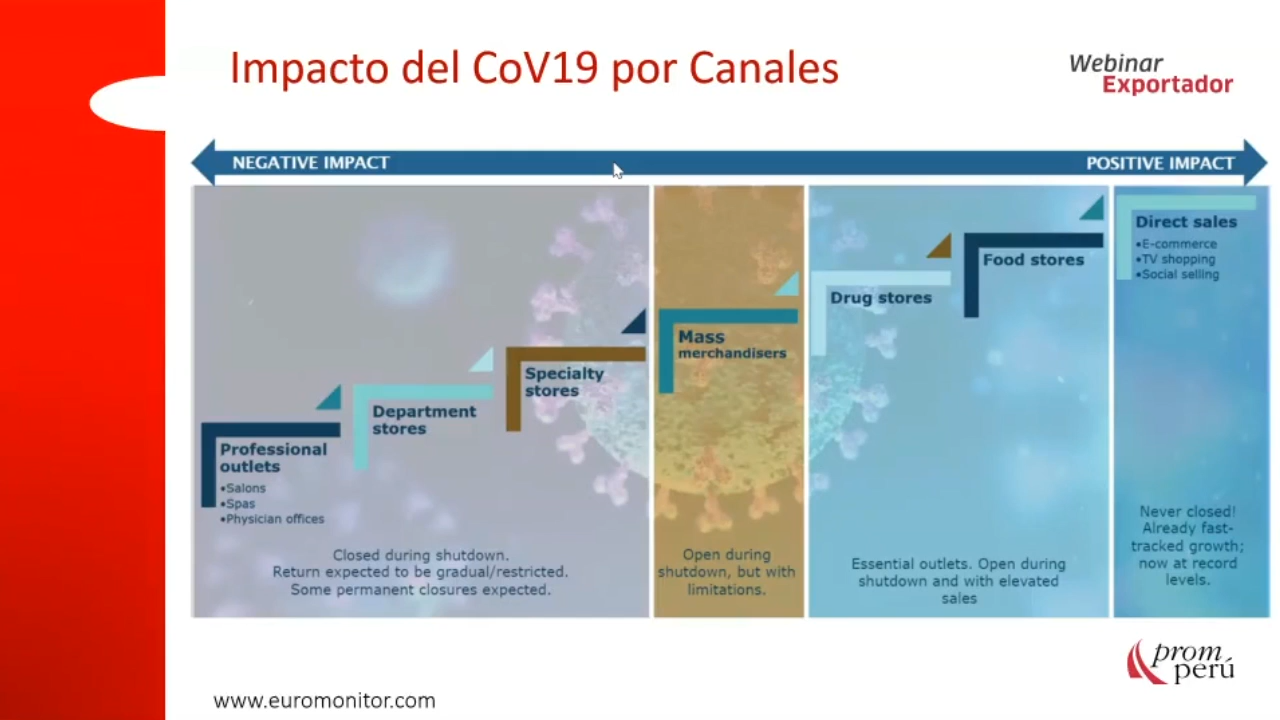 Impacto del CoV19 por Canales
Webinar
Exportador
NEGATIVE IMPACT
POSITIVE IMPACT
Professional
outlets
•Salons
•Spas
•Physician offices
Department
stores
Specialty
stores
Closed during shutdown.
Return expected to be gradual/restricted.
Some permanent closures expected.
Mass
merchandisers
Open during
shutdown, but with
limitations.
Drug stores
Food stores
Essential outlets. Open during
shutdown and with elevated
sales
Direct sales
•E-commerce
•TV shopping
•Social selling
Never closed!
Already fast-
tracked growth;
now at record
levels.
prom
perú
www.euromonitor.com